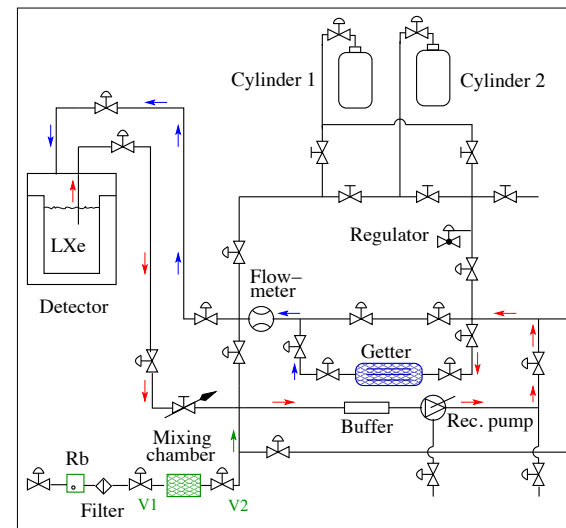 Cylinder 1
Cylinder 2
LXe
Regulator
Detector
Flow–
meter
Getter
Buffer
Rec. pump
Mixing
chamber
Rb
Filter
V1
V2